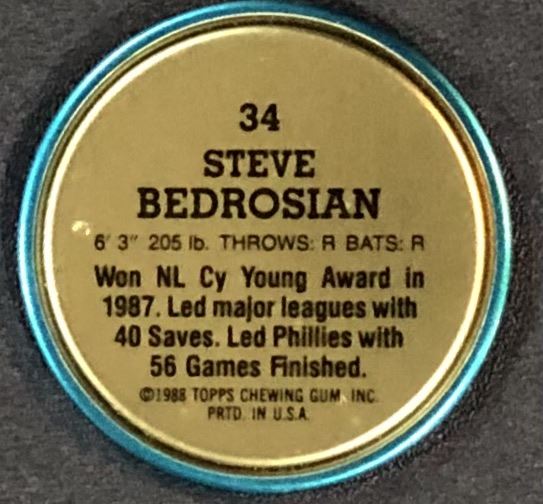 34
STEVE
BEDROSIAN
6' 3" 205 lb. THROWS: R BATS: R
Won NL Cy Young Award in
1987. Led major leagues with
40 Saves. Led Phillies with
56 Games Finished.
©1988 TOPPS CHEWING GUM, INC.
PRTD. IN U.S.A.